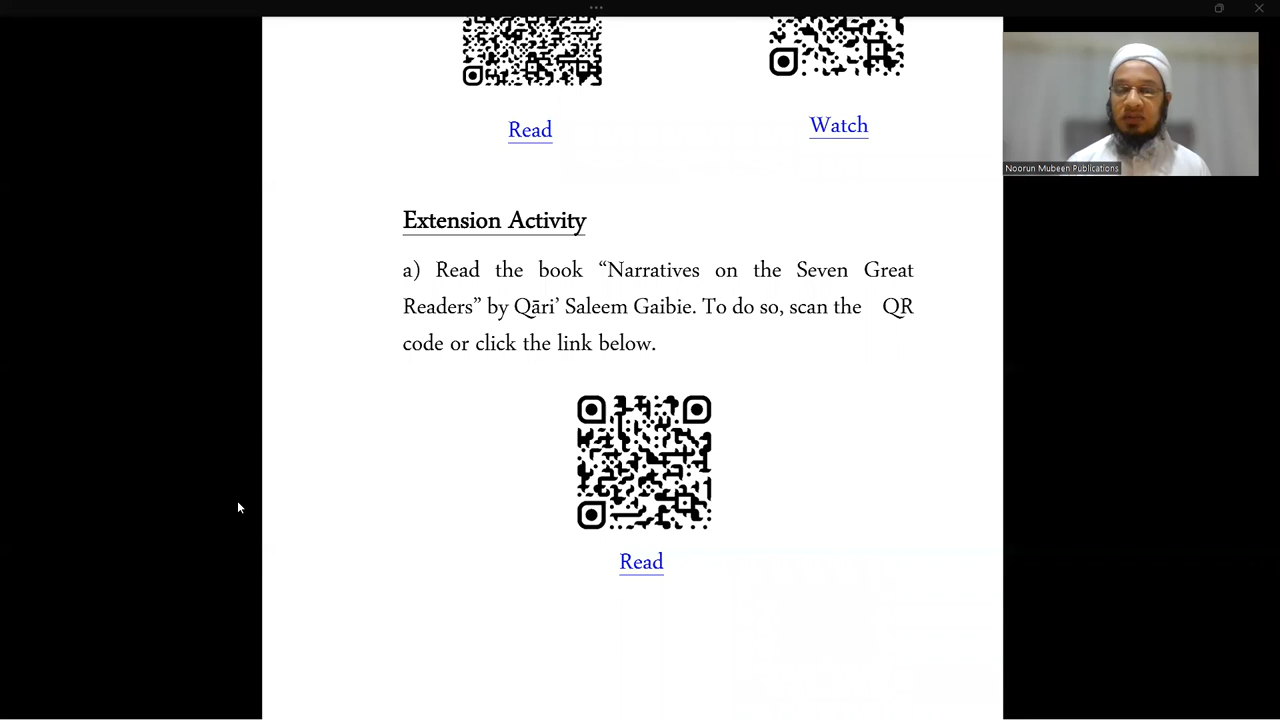 Read
Watch
Noorun Mubeen Publications
Extension Activity
a) Read the book “Narratives on the Seven Great
Readers” by Qāri’ Saleem Gaibie. To do so, scan the QR
code or click the link below.
Read